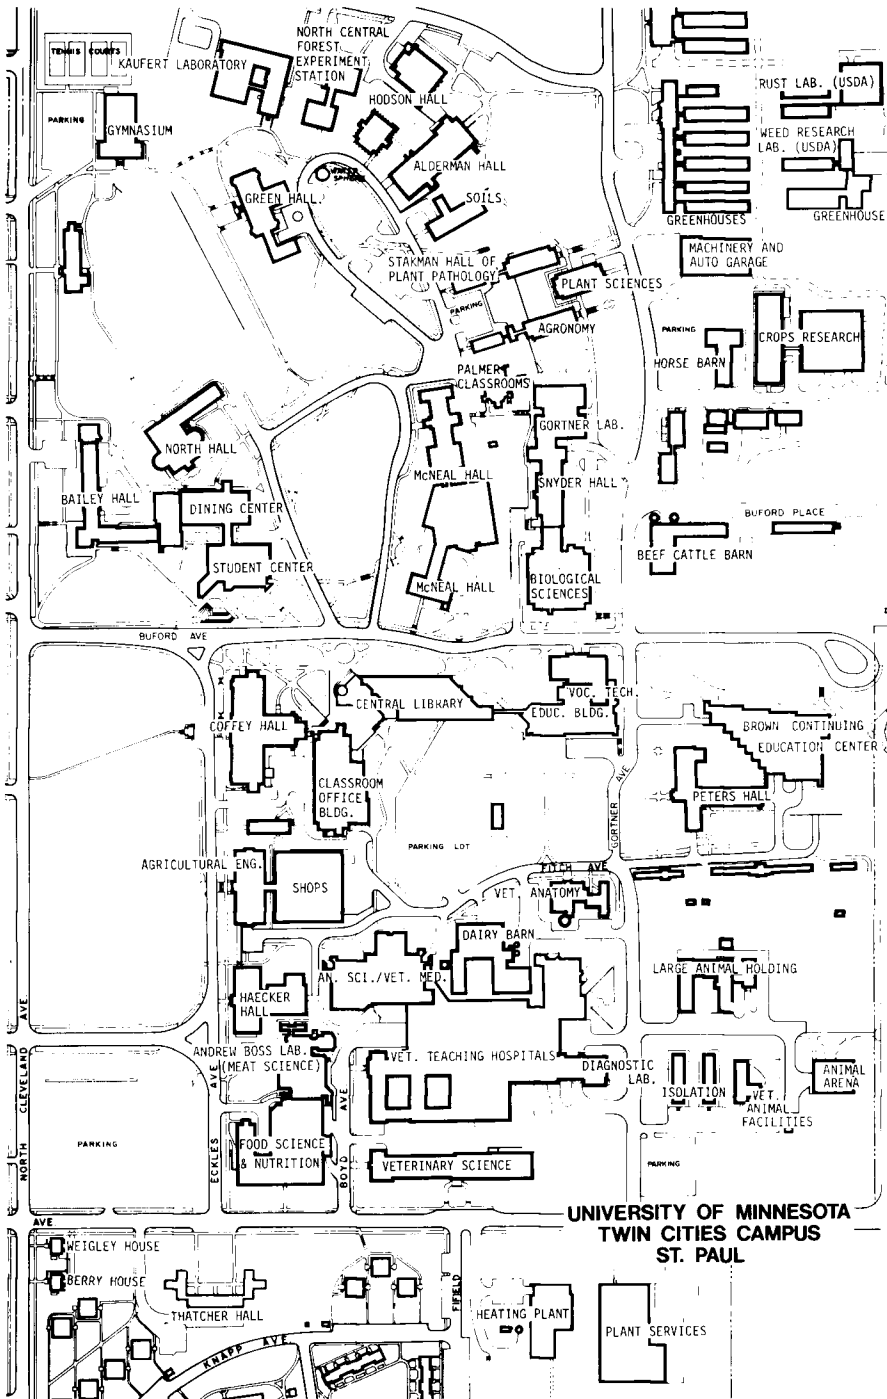 TENNIS COURTS
KAUFERT LABORATORY
NORTH CENTRAL
FOREST
EXPERIMENT
STATION
RUST LAB. (USDA)
HODSON HALL
PARKING
GYMNASIUM
WEED RESEARCH
LAB. (USDA)
ALDERMAN HALL
GREEN HALL
SOILS
GREENHOUSES
GREENHOUSE
STAKMAN HALL OF
PLANT PATHOLOGY
MACHINERY AND
AUTO GARAGE
PLANT SCIENCES
PARKING
AGRONOMY
PARKING
CROPS RESEARCH
HORSE BARN
PALMER
CLASSROOMS
GORTNER LAB.
NORTH HALL
McNEAL HALL
SNYDER HALL
BAILEY HALL
DINING CENTER
BUFORD PLACE
BEEF CATTLE BARN
STUDENT CENTER
McNEAL HALL
BIOLOGICAL
SCIENCES
BUFORD AVE
VOC. TECH.
EDUC. BLDG.
CENTRAL LIBRARY
COFFEY HALL
BROWN CONTINUING
EDUCATION CENTER
CLASSROOM
OFFICE
BLDG.
GORTNER AVE
PETERS HALL
PARKING LOT
AGRICULTURAL ENG.
SHOPS
FITCH AVE
VET. ANATOMY
DAIRY BARN
AN. SCI./VET. MED.
LARGE ANIMAL HOLDING
HAECKER
HALL
NORTH CLEVELAND AVE
ANDREW BOSS LAB.
(MEAT SCIENCE)
VET. TEACHING HOSPITALS
DIAGNOSTIC
LAB.
ISOLATION
VET.
ANIMAL
FACILITIES
ANIMAL
ARENA
ECKLES AVE
BOYD AVE
PARKING
FOOD SCIENCE
& NUTRITION
VETERINARY SCIENCE
PARKING
UNIVERSITY OF MINNESOTA
TWIN CITIES CAMPUS
ST. PAUL
AVE
WEIGLEY HOUSE
BERRY HOUSE
THATCHER HALL
FIFIELD
HEATING PLANT
PLANT SERVICES
KNAPP AVE